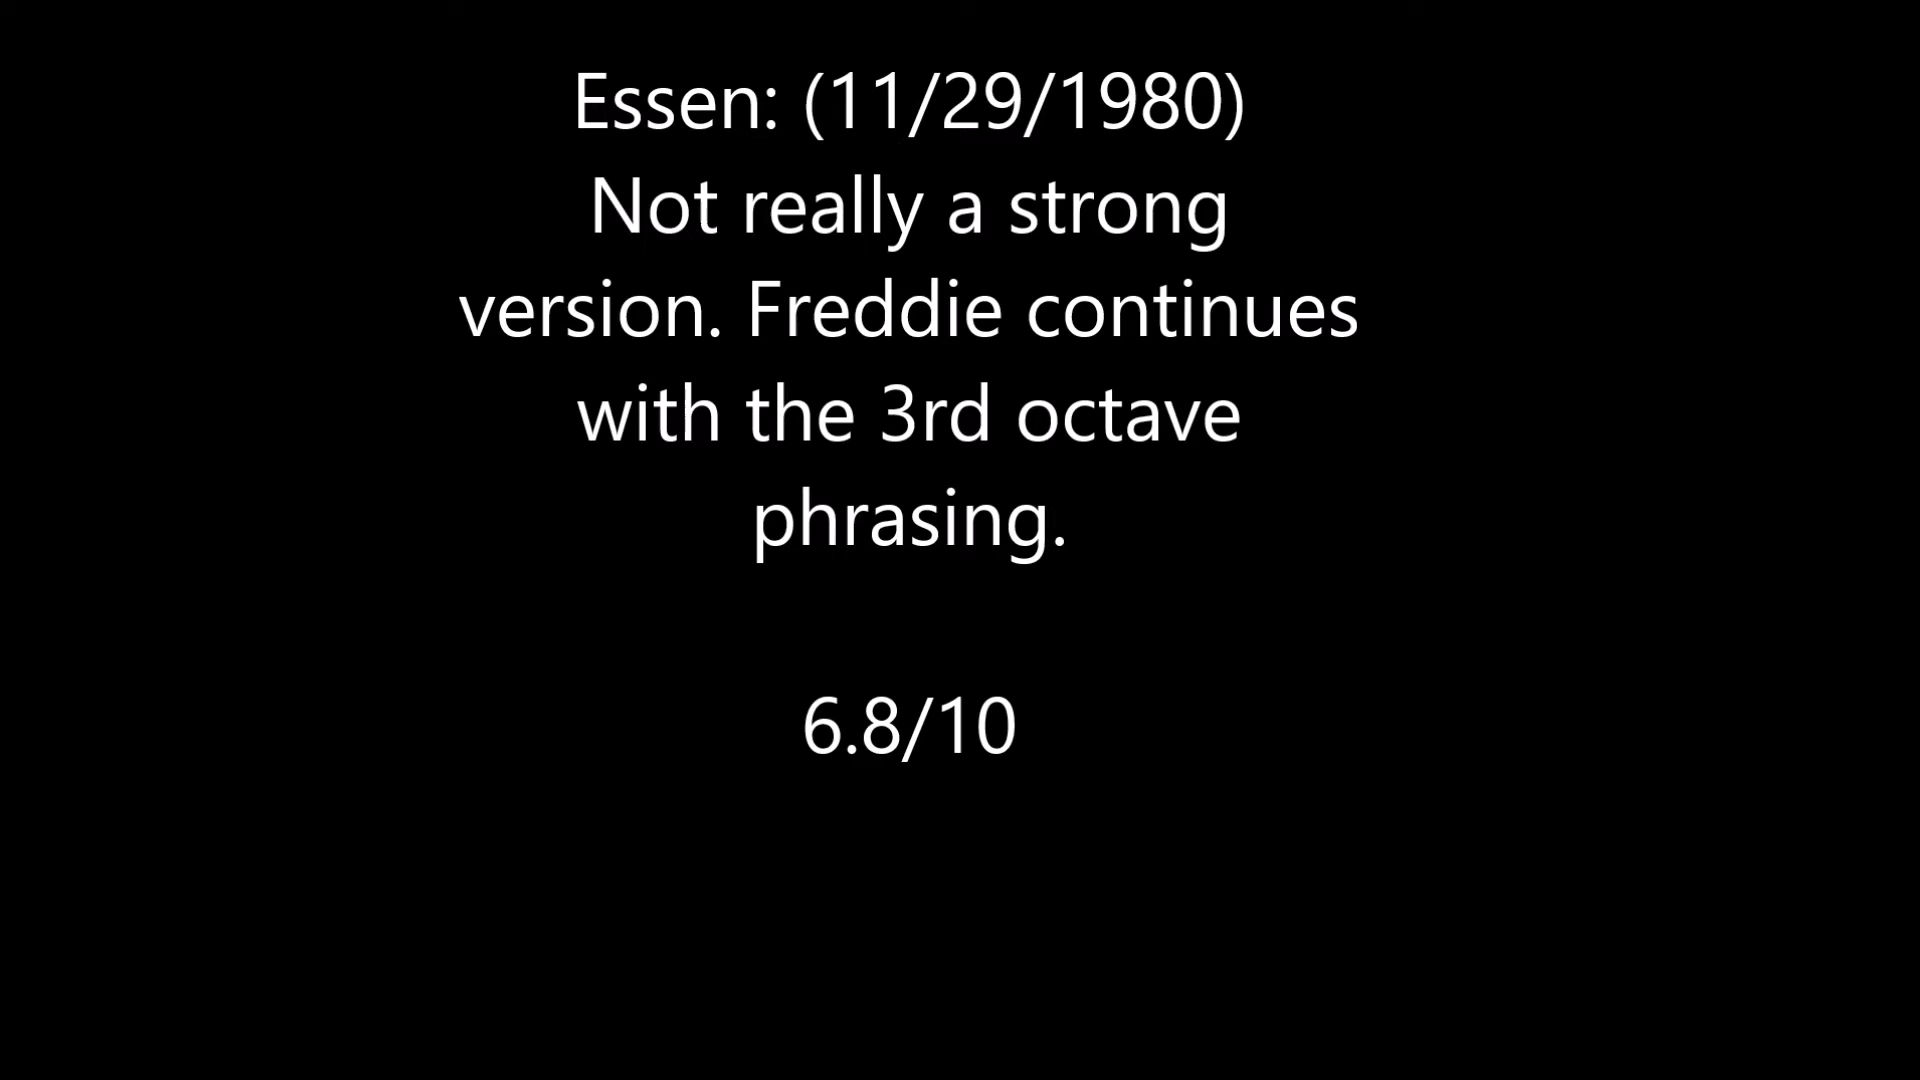 Essen: (11/29/1980)
Not really a strong
version. Freddie continues
with the 3rd octave
phrasing.
6.8/10